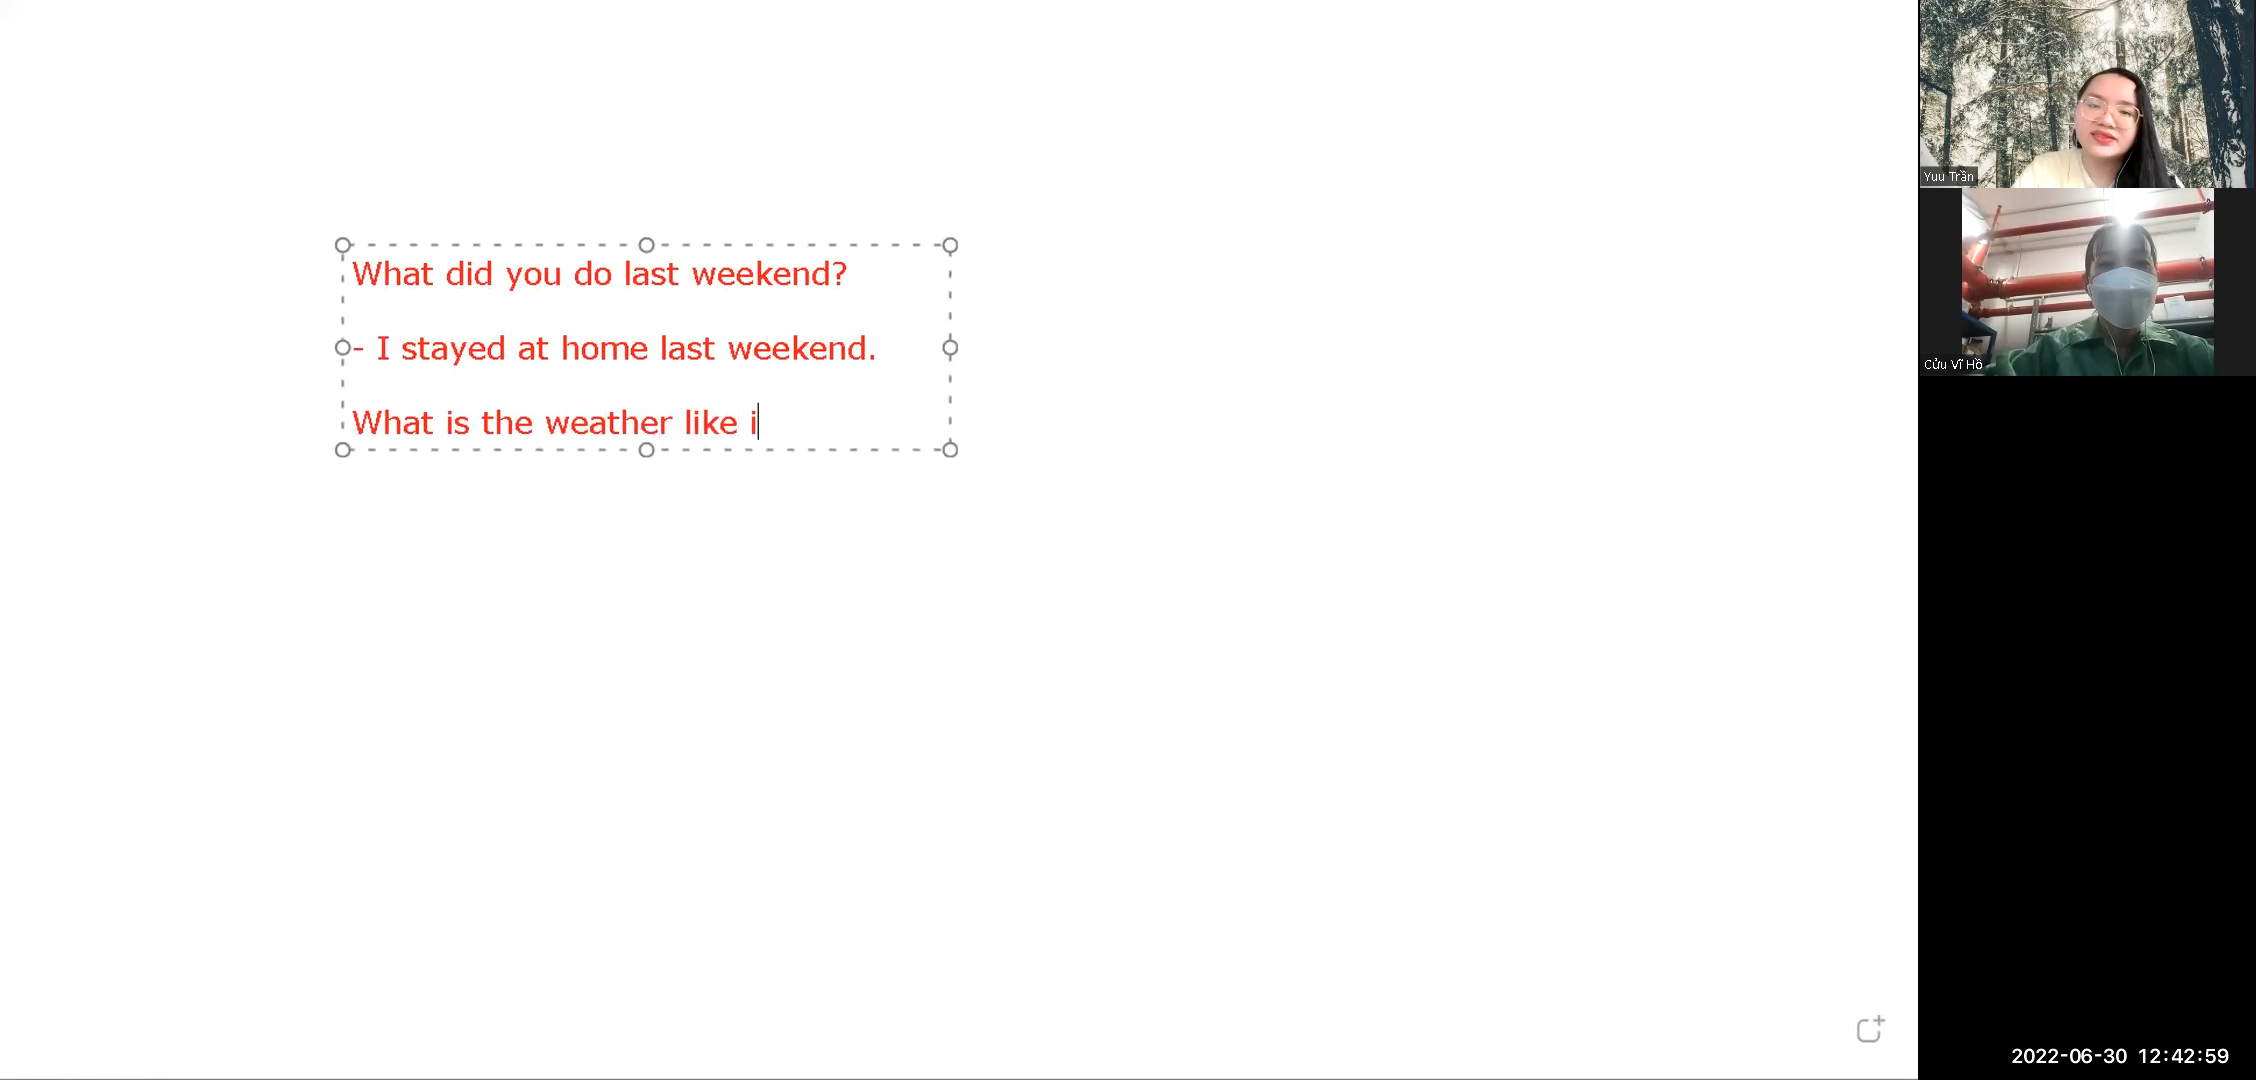 What did you do last weekend?
- I stayed at home last weekend.
What is the weather like i
Yuu Trần
Cửu Vĩ Hồ
2022-06-30 12:42:59